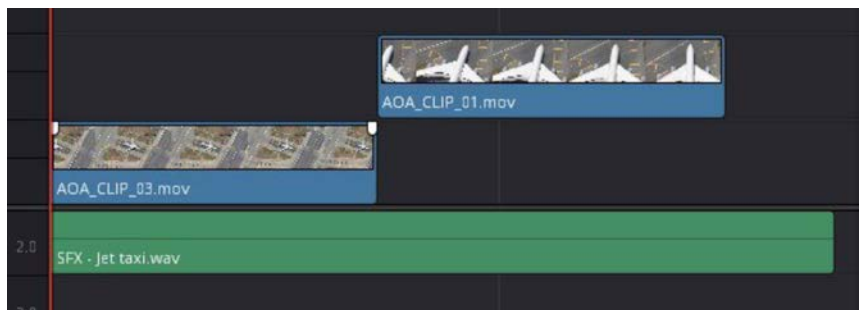 AOA_CLIP_01.mov
AOA_CLIP_03.mov
2.0
SFX - Jet taxi.wav